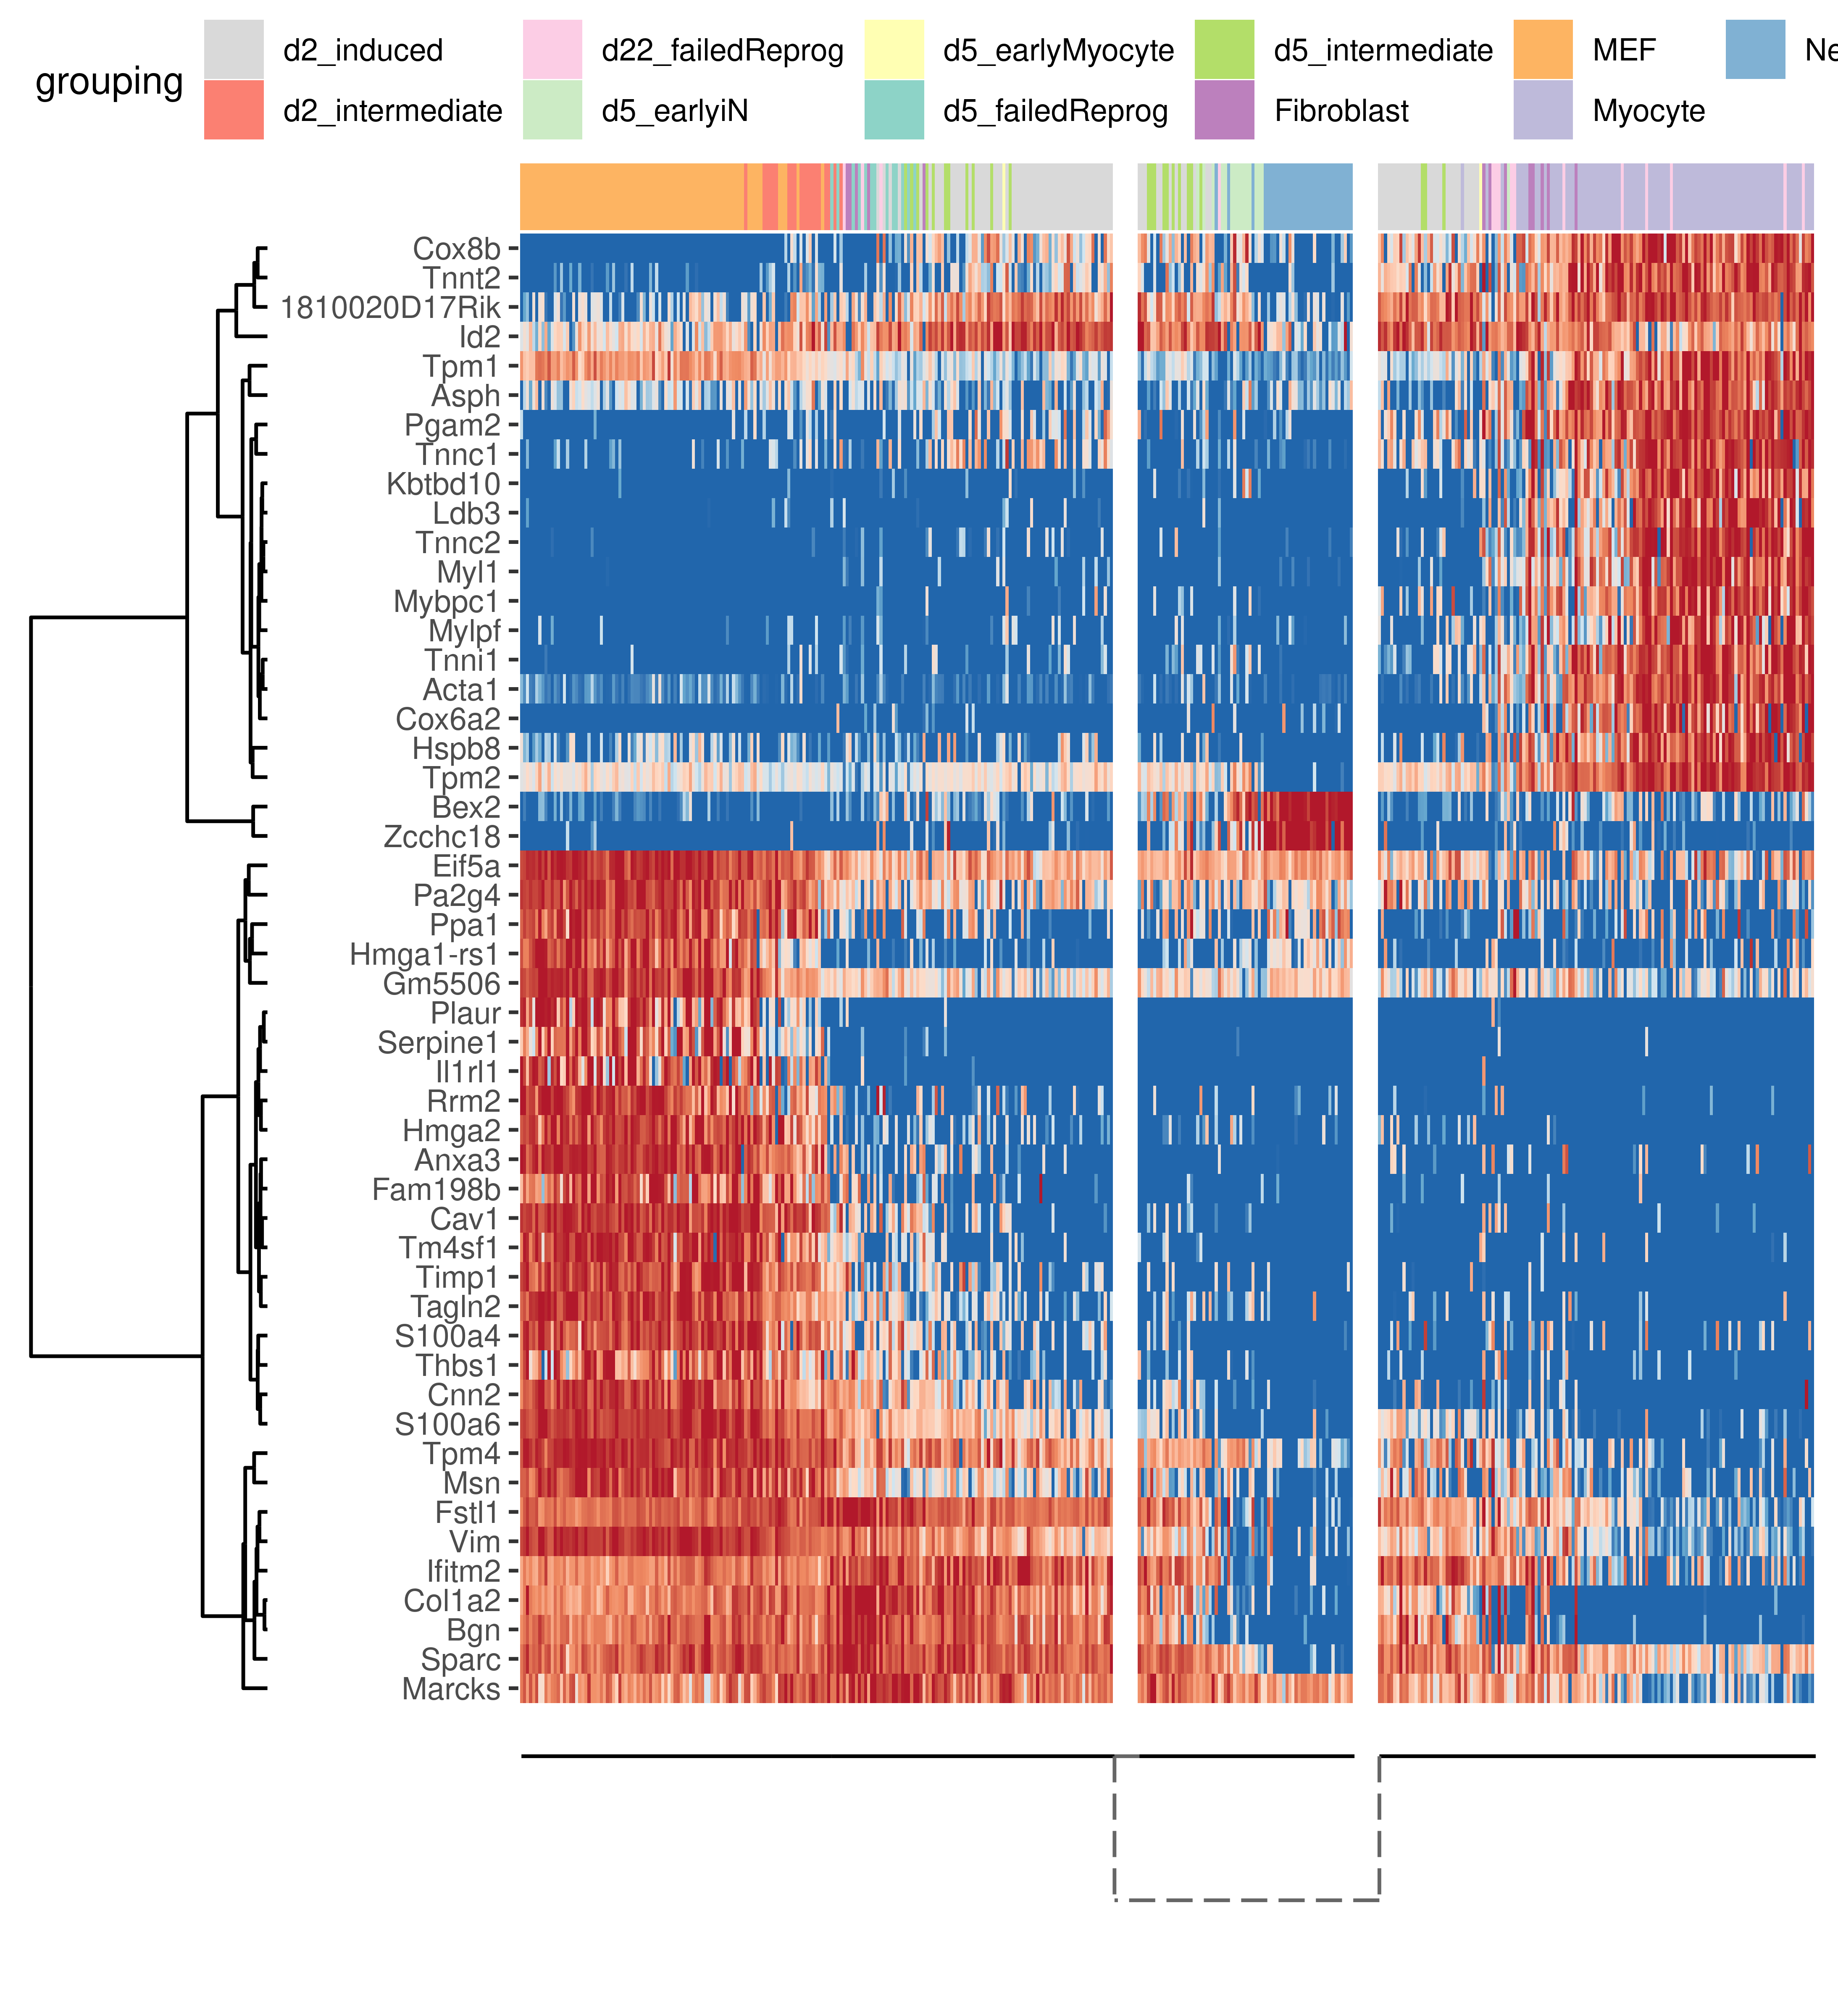 grouping
d2_induced
d22_failedReprog
d5_earlyMyocyte
d5_intermediate
MEF
Ne
d2_intermediate
d5_earlyiN
d5_failedReprog
Fibroblast
Myocyte
Cox8b
Tnnt2
1810020D17Rik
Id2
Tpm1
Asph
Pgam2
Tnnc1
Kbtbd10
Ldb3
Tnnc2
Myl1
Mybpc1
Mylpf
Tnni1
Acta1
Cox6a2
Hspb8
Tpm2
Bex2
Zcchc18
Eif5a
Pa2g4
Ppa1
Hmga1-rs1
Gm5506
Plaur
Serpine1
Il1rl1
Rrm2
Hmga2
Anxa3
Fam198b
Cav1
Tm4sf1
Timp1
Tagln2
S100a4
Thbs1
Cnn2
S100a6
Tpm4
Msn
Fstl1
Vim
Ifitm2
Col1a2
Bgn
Sparc
Marcks